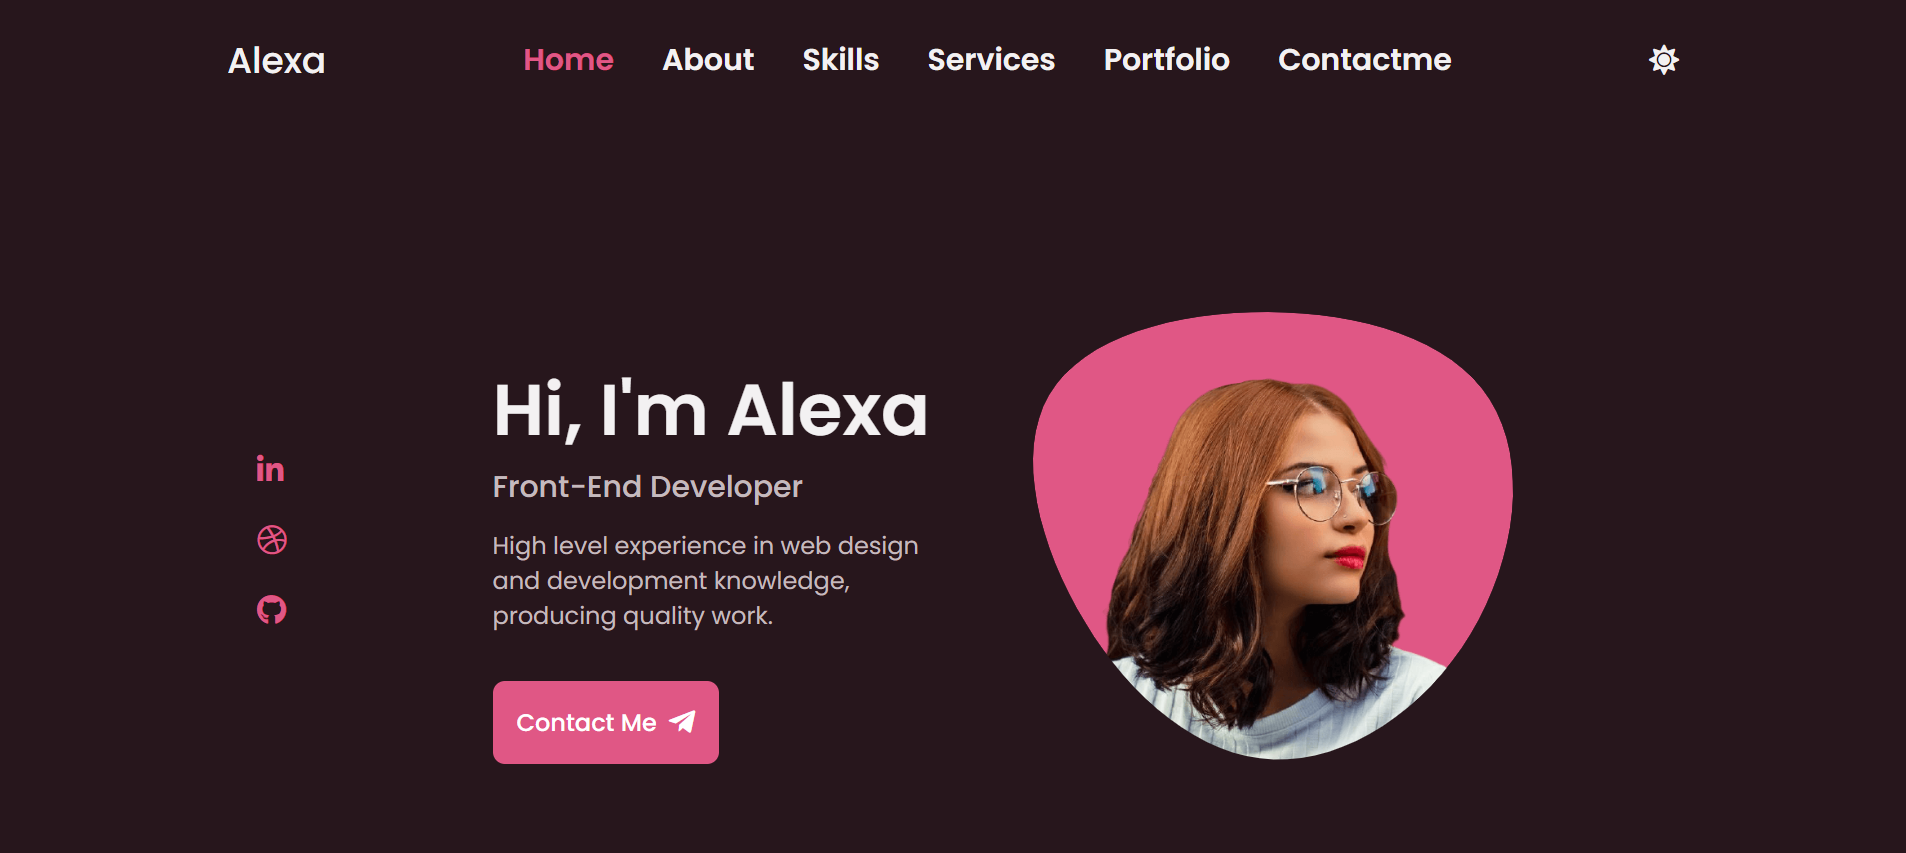 Alexa
Home About Skills Services Portfolio Contactme
Hi, I'm Alexa
Front-End Developer
High level experience in web design
and development knowledge,
producing quality work.
Contact Me
in